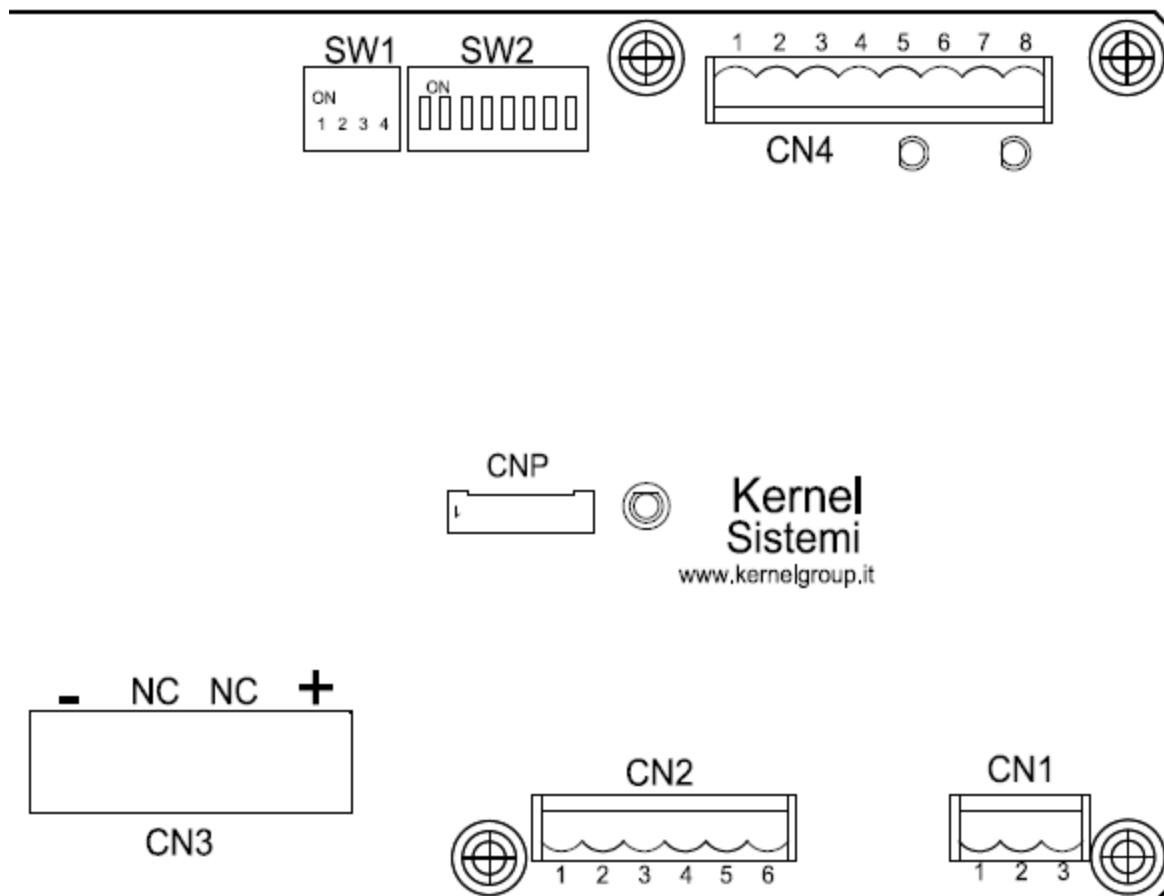 SW1 SW2
1 2 3 4 5 6 7 8
ON
ON
1 2 3 4
CN4
CNP
1
Kernel
Sistemi
www.kernelgroup.it
- NC NC +
CN3
CN2
CN1
1 2 3 4 5 6
1 2 3